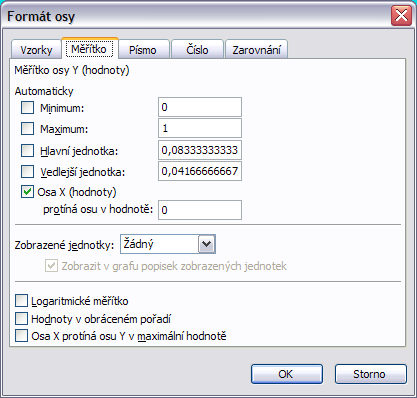 Formát osy
Vzorky Měřítko Písmo Číslo Zarovnání
Měřítko osy Y (hodnoty)
Automaticky
Minimum: 0
Maximum: 1
Hlavní jednotka: 0,08333333333
Vedlejší jednotka: 0,04166666667
Osa X (hodnoty)
protíná osu v hodnotě: 0
Zobrazené jednotky: Žádný
Zobrazit v grafu popisek zobrazených jednotek
Logaritmické měřítko
Hodnoty v obráceném pořadí
Osa X protíná osu Y v maximální hodnotě
OK Storno